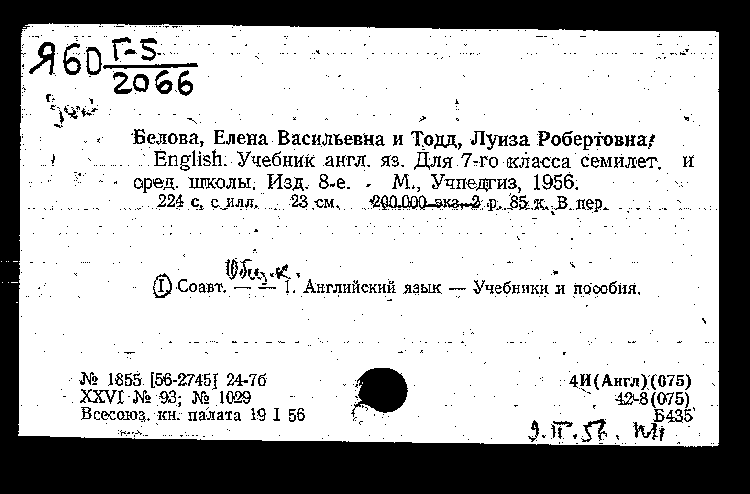 Я60 Г-5
2066
Белова, Елена Васильевна и Тодд, Луиза Робертовна.
English. Учебник англ. яз. Для 7-го класса семилет. и
сред. школы. Изд. 8-е. - М., Учпедгиз, 1956.
224 с. с илл. 23 см. 200.000 экз. 2 р. 85 к. В пер.
(I) Соавт. — — 1. Английский язык — Учебники и пособия.
№ 1855 [56-2745] 24-76 4И(Англ)(075)
XXVI № 93; № 1029 42-8(075)
Всесоюз. кн. палата 19 I 56 Б435